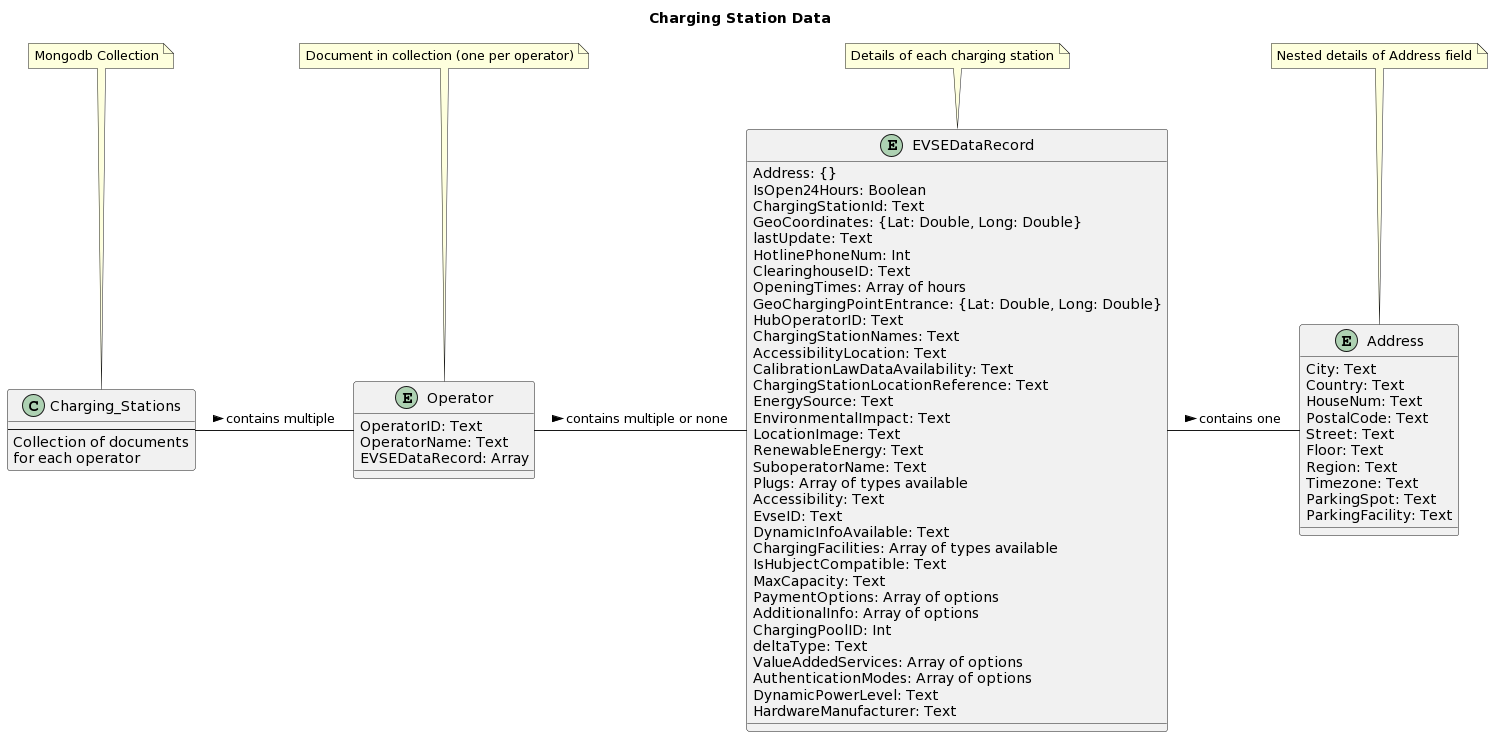 Charging Station Data
Mongodb Collection
Document in collection (one per operator)
Details of each charging station
Nested details of Address field
C Charging_Stations
Collection of documents
for each operator
contains multiple
E Operator
OperatorID: Text
OperatorName: Text
EVSEDataRecord: Array
contains multiple or none
E EVSEDataRecord
Address: {}
IsOpen24Hours: Boolean
ChargingStationId: Text
GeoCoordinates: {Lat: Double, Long: Double}
lastUpdate: Text
HotlinePhoneNum: Int
ClearinghouseID: Text
OpeningTimes: Array of hours
GeoChargingPointEntrance: {Lat: Double, Long: Double}
HubOperatorID: Text
ChargingStationNames: Text
AccessibilityLocation: Text
CalibrationLawDataAvailability: Text
ChargingStationLocationReference: Text
EnergySource: Text
EnvironmentalImpact: Text
LocationImage: Text
RenewableEnergy: Text
SuboperatorName: Text
Plugs: Array of types available
Accessibility: Text
EvseID: Text
DynamicInfoAvailable: Text
ChargingFacilities: Array of types available
IsHubjectCompatible: Text
MaxCapacity: Text
PaymentOptions: Array of options
AdditionalInfo: Array of options
ChargingPoolID: Int
deltaType: Text
ValueAddedServices: Array of options
AuthenticationModes: Array of options
DynamicPowerLevel: Text
HardwareManufacturer: Text
contains one
E Address
City: Text
Country: Text
HouseNum: Text
PostalCode: Text
Street: Text
Floor: Text
Region: Text
Timezone: Text
ParkingSpot: Text
ParkingFacility: Text